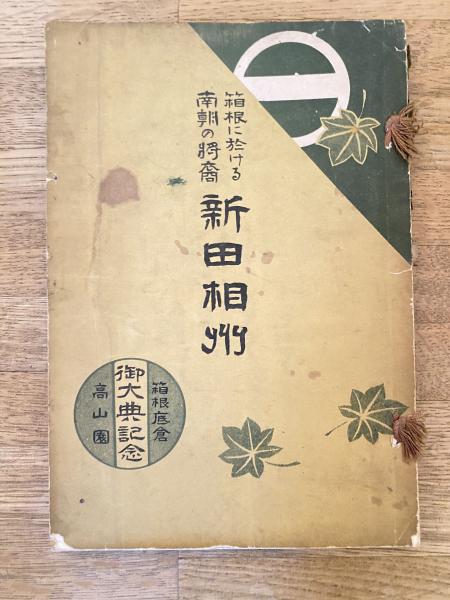 箱根に於ける
南朝の将裔
新田相州
箱根底倉
御大典記念
高山園